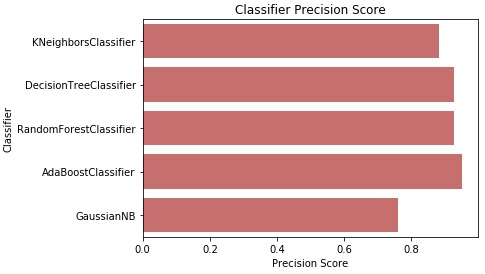 Classifier Precision Score
Classifier
KNeighborsClassifier
DecisionTreeClassifier
RandomForestClassifier
AdaBoostClassifier
GaussianNB
0.0 0.2 0.4 0.6 0.8
Precision Score